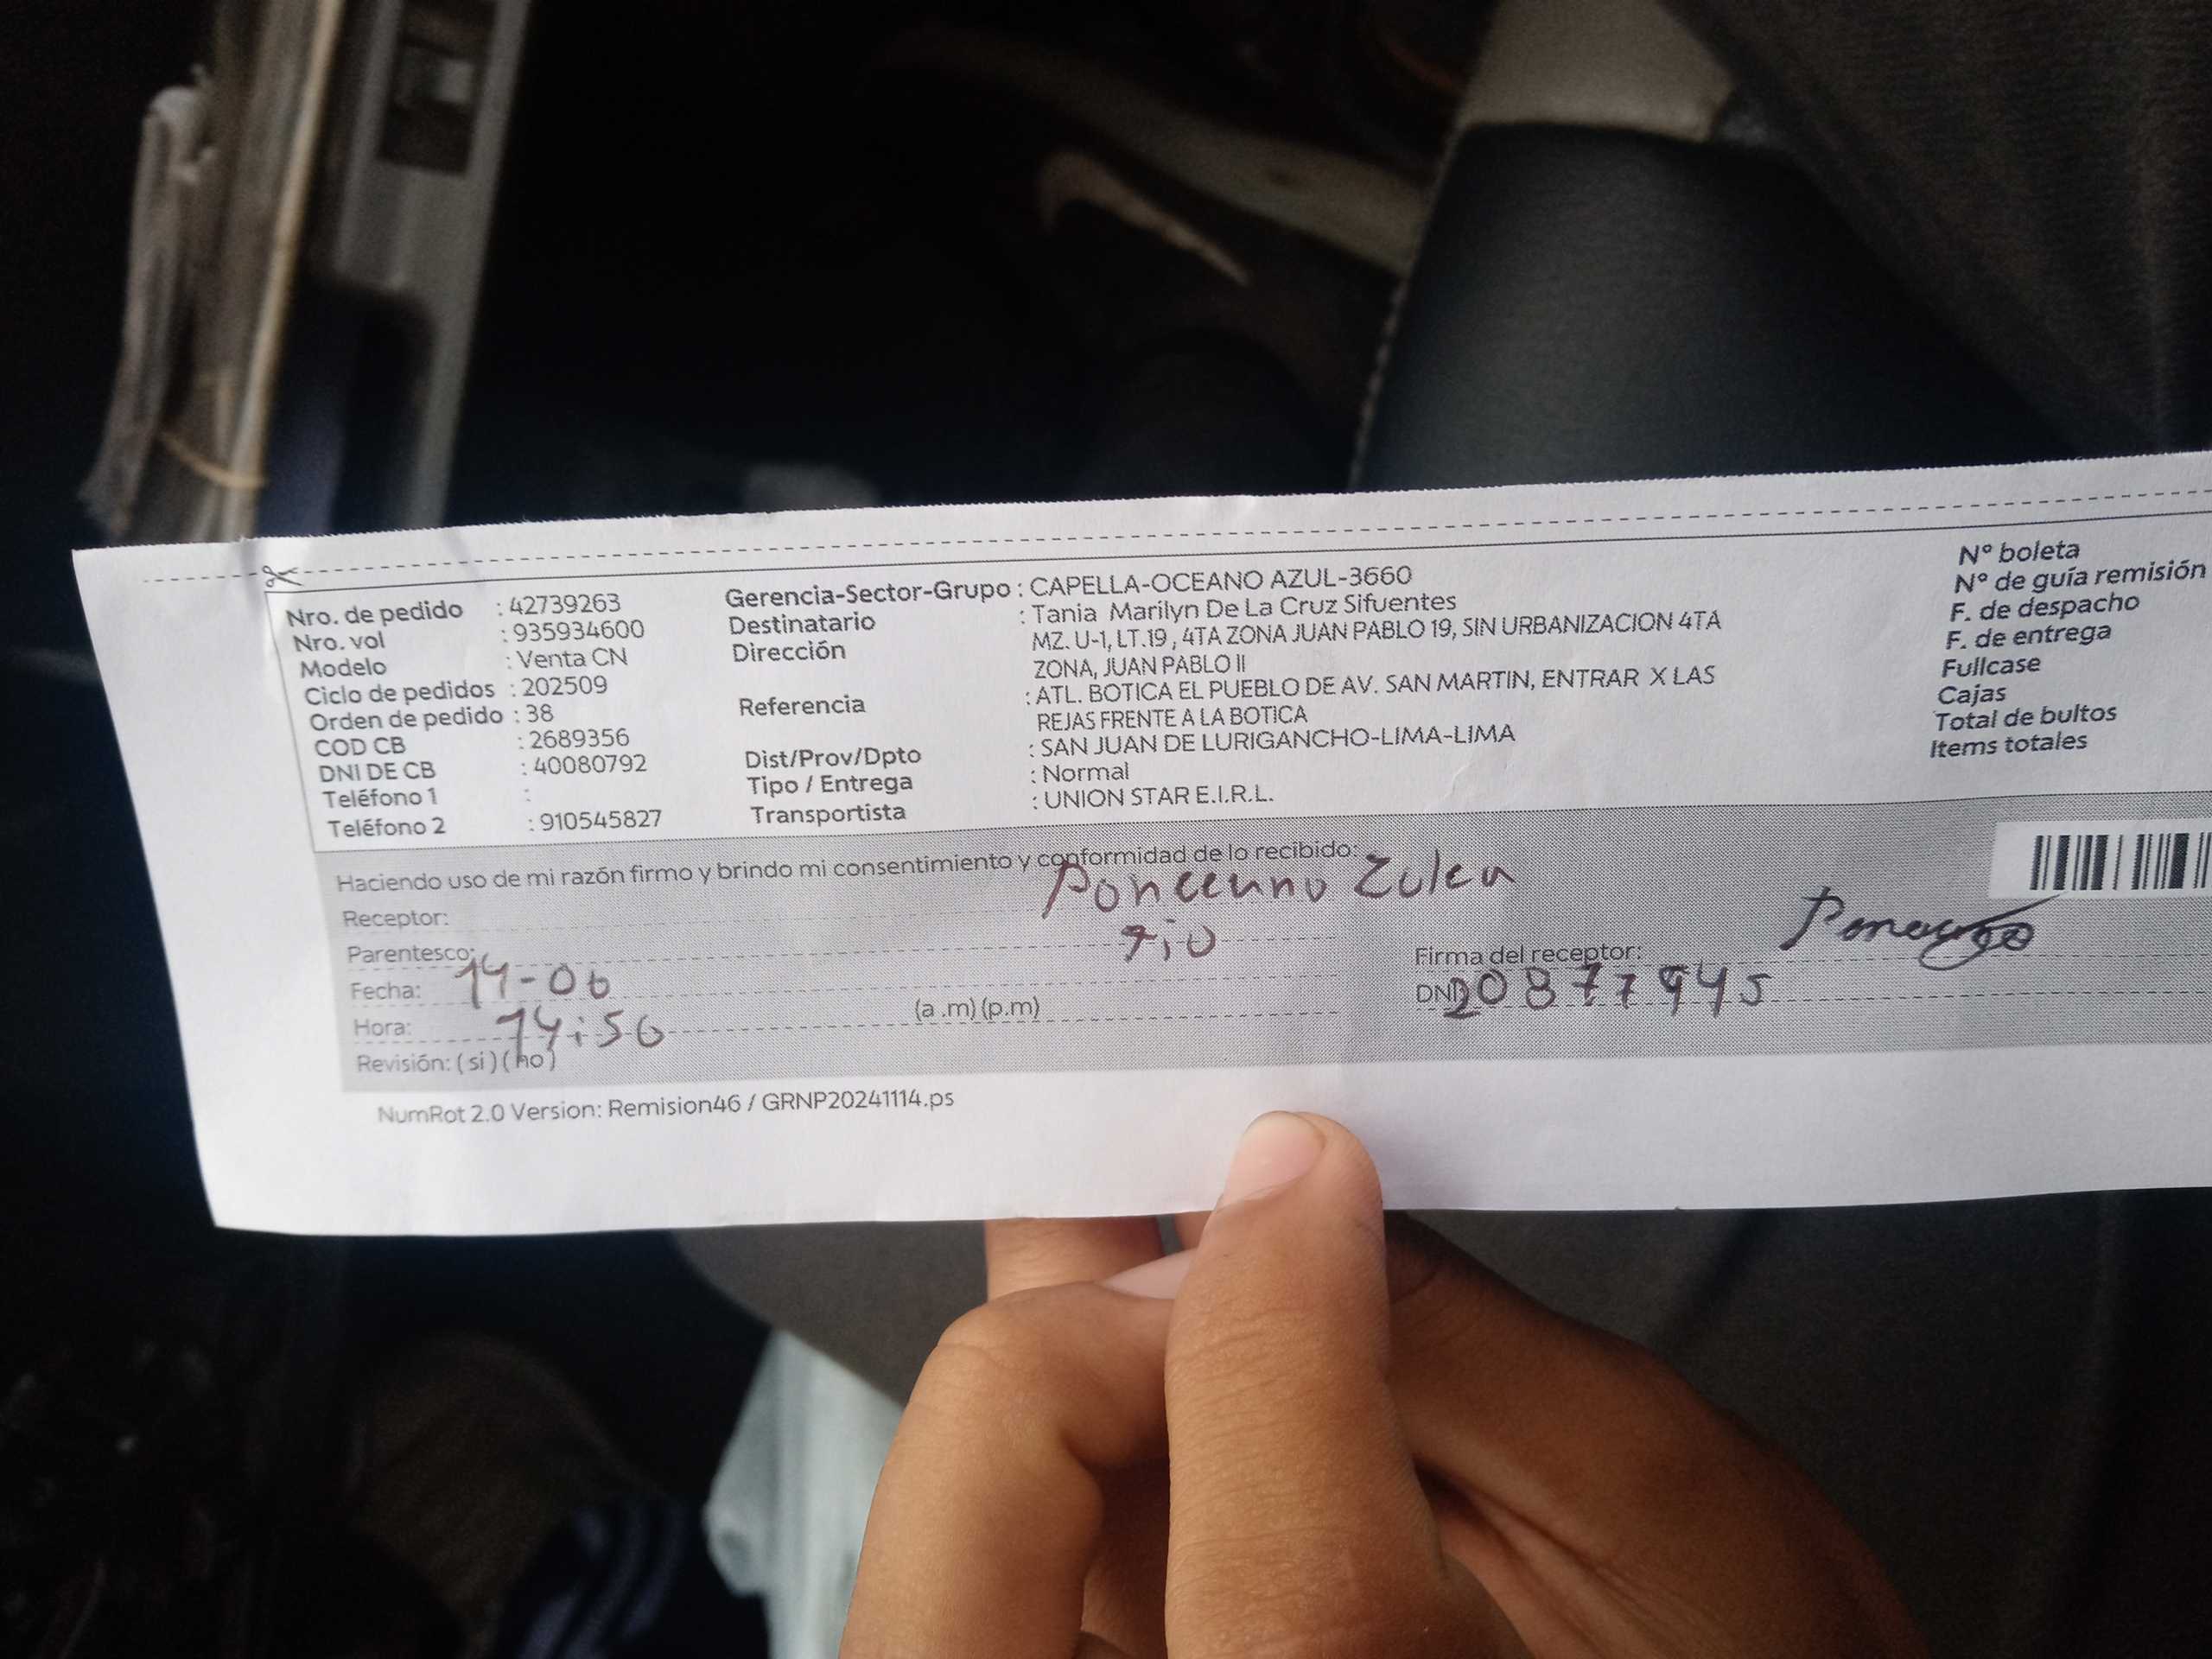 Nro. de pedido : 42739263
Nro. vol : 935934600
Modelo : Venta CN
Ciclo de pedidos : 202509
Orden de pedido : 38
COD CB : 2689356
DNI DE CB : 40080792
Teléfono 1 :
Teléfono 2 : 910545827
Gerencia-Sector-Grupo : CAPELLA-OCEANO AZUL-3660
Destinatario : Tania Marilyn De La Cruz Sifuentes
Dirección MZ. U-1, LT.19 , 4TA ZONA JUAN PABLO 19, SIN URBANIZACION 4TA
ZONA, JUAN PABLO II
Referencia : ATL. BOTICA EL PUEBLO DE AV. SAN MARTIN, ENTRAR X LAS
REJAS FRENTE A LA BOTICA
Dist/Prov/Dpto : SAN JUAN DE LURIGANCHO-LIMA-LIMA
Tipo / Entrega : Normal
Transportista : UNION STAR E.I.R.L.
N° boleta
N° de guía remisión
F. de despacho
F. de entrega
Fullcase
Cajas
Total de bultos
Items totales
Haciendo uso de mi razón firmo y brindo mi consentimiento y conformidad de lo recibido:
Receptor:
Parentesco: tio
Fecha: 14-06
Hora: 14:56 (a .m) (p.m)
Revisión: ( si ) ( no )
Firma del receptor:
DNI 20877945
NumRot 2.0 Version: Remision46 / GRNP20241114.ps